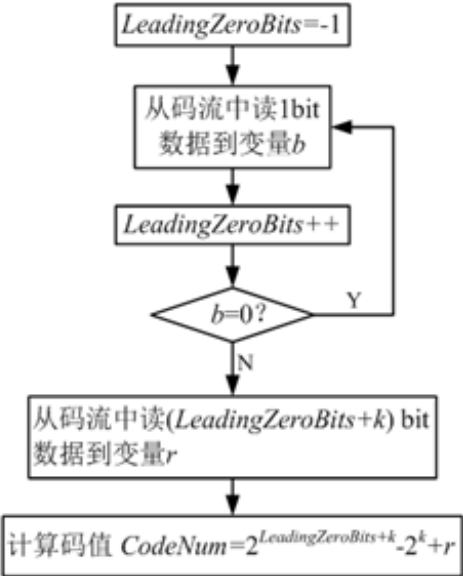 LeadingZeroBits=-1
从码流中读1bit
数据到变量b
LeadingZeroBits++
b=0?
Y
N
从码流中读(LeadingZeroBits+k) bit
数据到变量r
计算码值 CodeNum=2^{LeadingZeroBits+k}-2^{k}+r